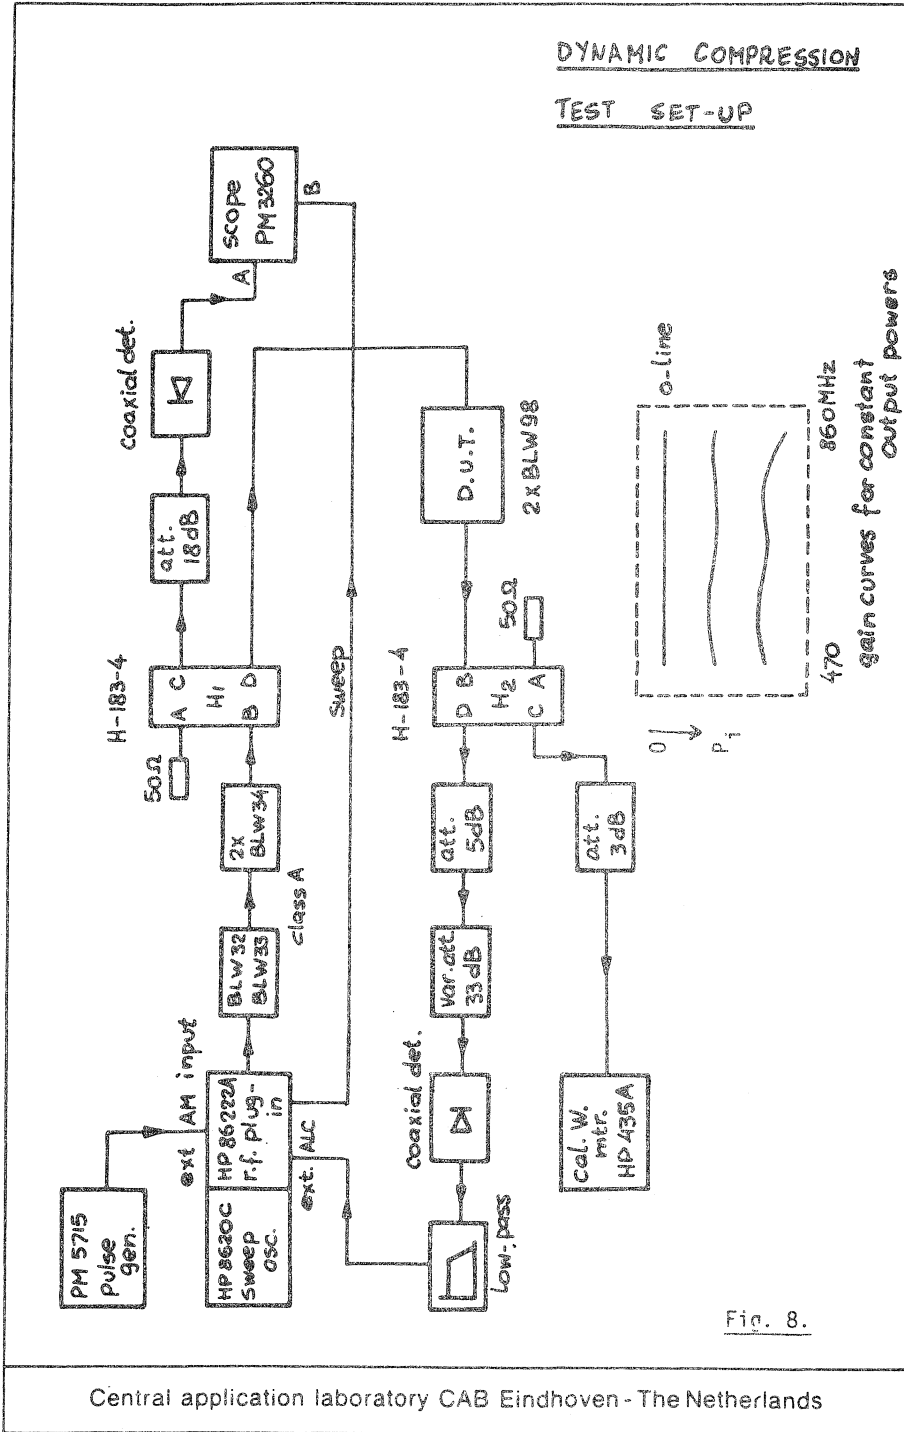 DYNAMIC COMPRESSION
TEST SET-UP
PM 5715
pulse
gen.
ext AM input
HP 8620C
sweep
osc.
HP 86222A
r.f. plug-
in
ext. ALC
BLW32
BLW33
2x
BLW34
class A
50Ω
H-183-4
A C
H1
B D
att.
18dB
coaxial det.
A
scope
PM3260
B
Sweep
Low-pass
coaxial det.
var.att.
33dB
att.
5dB
H-183-4
D B
H2
C A
50Ω
D.U.T.
2xBLW98
Cal. W.
mtr.
HP 435A
att.
3dB
0
Pi
0-line
470 860MHz
gain curves for constant
output powers
Fig. 8.
Central application laboratory CAB Eindhoven - The Netherlands